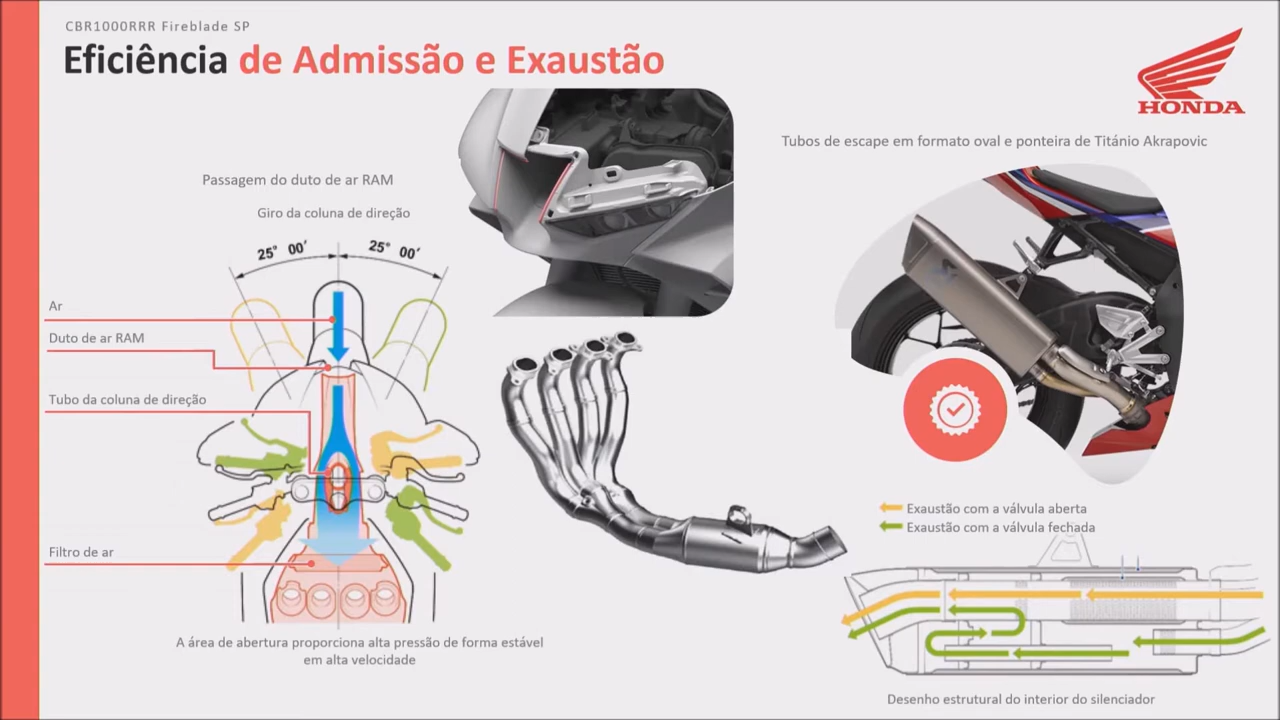 CBR1000RRR Fireblade SP
Eficiência de Admissão e Exaustão
HONDA
Tubos de escape em formato oval e ponteira de Titánio Akrapovic
Passagem do duto de ar RAM
Giro da coluna de direção
25° 00′ 25° 00′
Ar
Duto de ar RAM
Tubo da coluna de direção
Filtro de ar
A área de abertura proporciona alta pressão de forma estável
em alta velocidade
Exaustão com a válvula aberta
Exaustão com a válvula fechada
Desenho estrutural do interior do silenciador